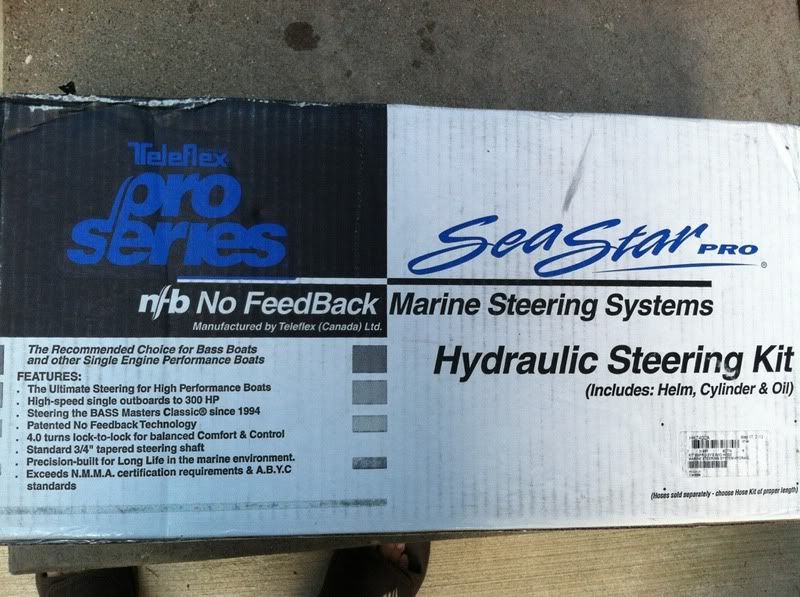 Teleflex
pro
series
nfb No FeedBack
Manufactured by Teleflex (Canada) Ltd.
The Recommended Choice for Bass Boats
and other Single Engine Performance Boats
FEATURES:
. The Ultimate Steering for High Performance Boats
. High-speed single outboards to 300 HP
. Steering the BASS Masters Classic® since 1994
. Patented No Feedback Technology
. 4.0 turns lock-to-lock for balanced Comfort & Control
. Standard 3/4" tapered steering shaft
. Precision-built for Long Life in the marine environment.
. Exceeds N.M.M.A. certification requirements & A.B.Y.C
standards
SeaStar PRO ®
Marine Steering Systems
Hydraulic Steering Kit
(Includes: Helm, Cylinder & Oil)
(Hoses sold separately - choose Hose Kit of proper length)